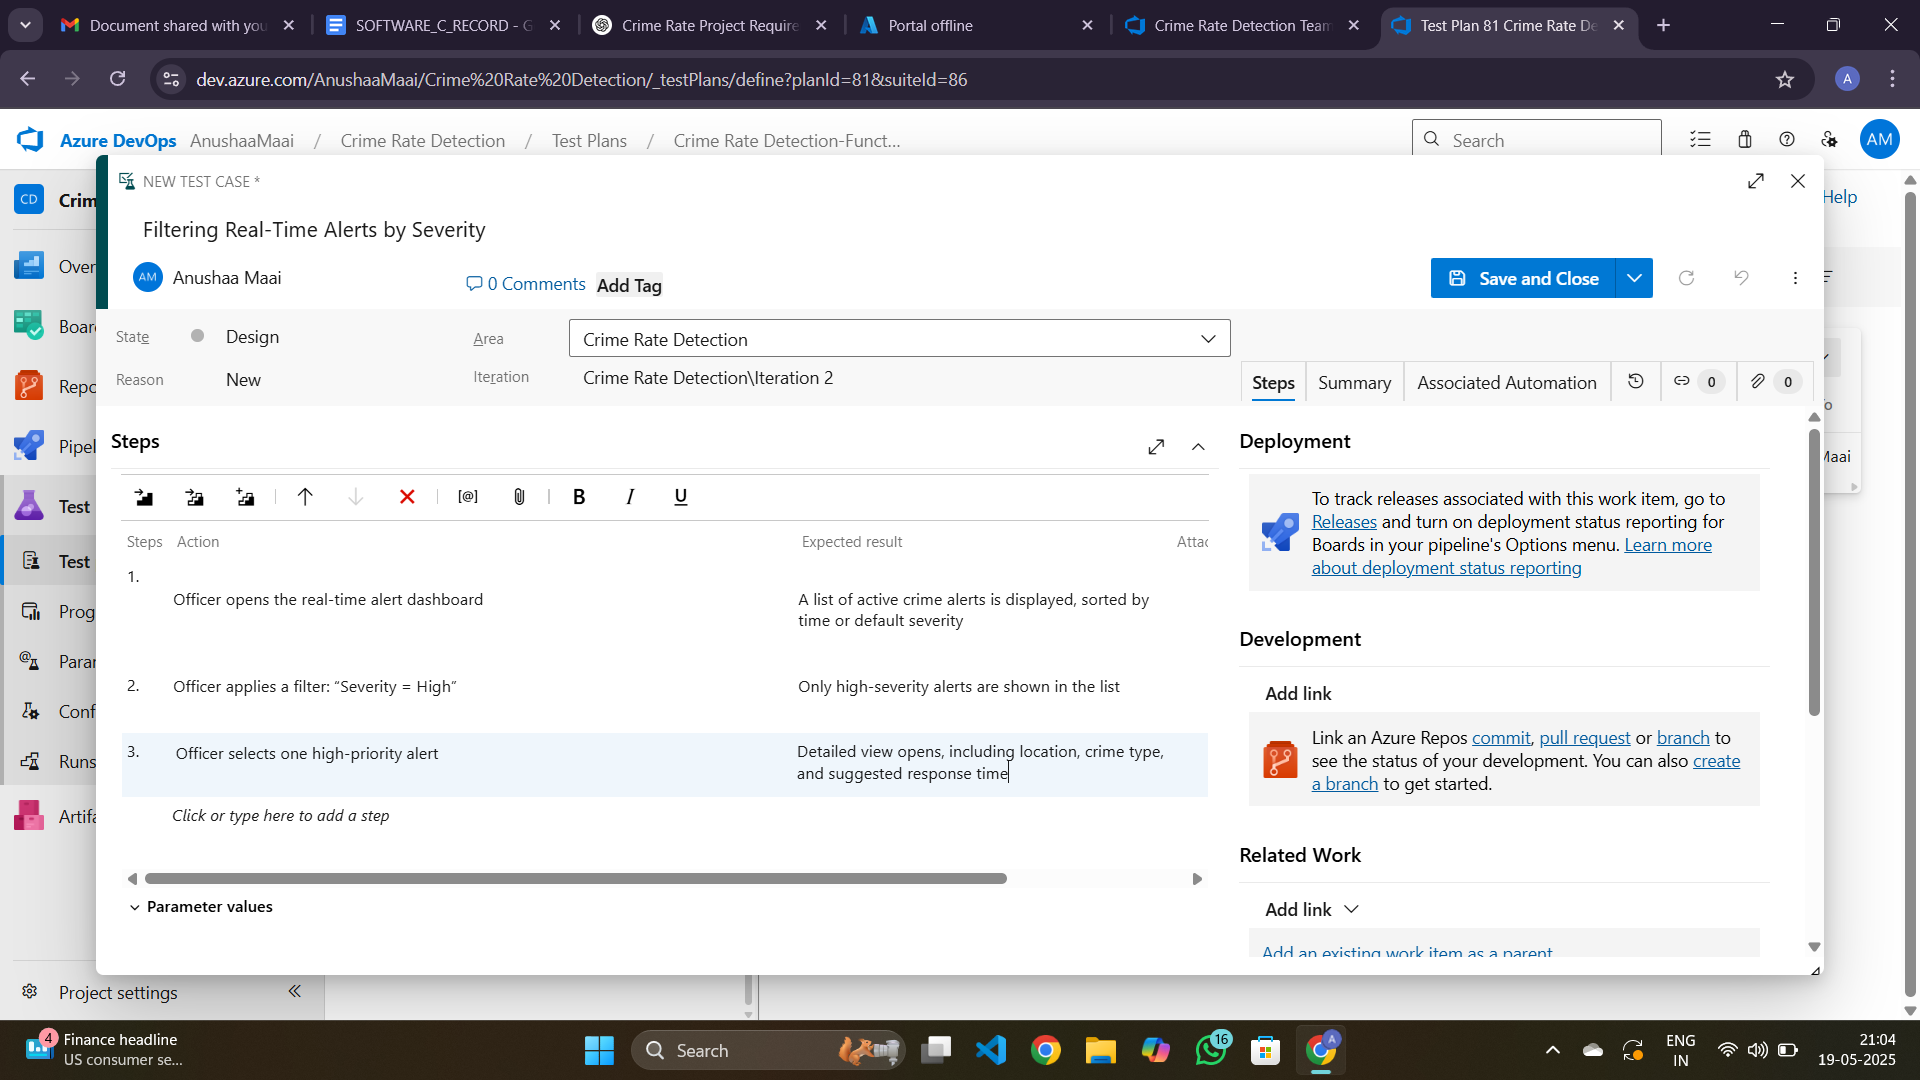 Document shared with you
SOFTWARE_C_RECORD - G
Crime Rate Project Require
Portal offline
Crime Rate Detection Team
Test Plan 81 Crime Rate De
dev.azure.com/AnushaaMaai/Crime%20Rate%20Detection/_testPlans/define?planId=81&suiteId=86
A
Azure DevOps AnushaaMaai / Crime Rate Detection / Test Plans / Crime Rate Detection-Funct...
Search
AM
NEW TEST CASE *
CD
Crim
Help
Filtering Real-Time Alerts by Severity
Over
AM
Anushaa Maai
0 Comments
Add Tag
Save and Close
Boar
State
Design
Area
Crime Rate Detection
Reason
New
Iteration
Crime Rate Detection\Iteration 2
Steps
Summary
Associated Automation
0
0
Repo
Steps
Deployment
Pipel
Maai
Test
To track releases associated with this work item, go to
Releases and turn on deployment status reporting for
Boards in your pipeline's Options menu. Learn more
about deployment status reporting
[@]
B
I
U
Steps
Action
Expected result
Attac
Test
1.
Officer opens the real-time alert dashboard
A list of active crime alerts is displayed, sorted by
time or default severity
Prog
Development
Para
2.
Officer applies a filter: “Severity = High”
Only high-severity alerts are shown in the list
Add link
Conf
3.
Officer selects one high-priority alert
Detailed view opens, including location, crime type,
and suggested response time
Link an Azure Repos commit, pull request or branch to
see the status of your development. You can also create
a branch to get started.
Runs
Artifa
Click or type here to add a step
Related Work
Parameter values
Add link
Add an existing work item as a parent
Project settings
4
Finance headline
US consumer se...
Search
16
A
ENG
IN
21:04
19-05-2025